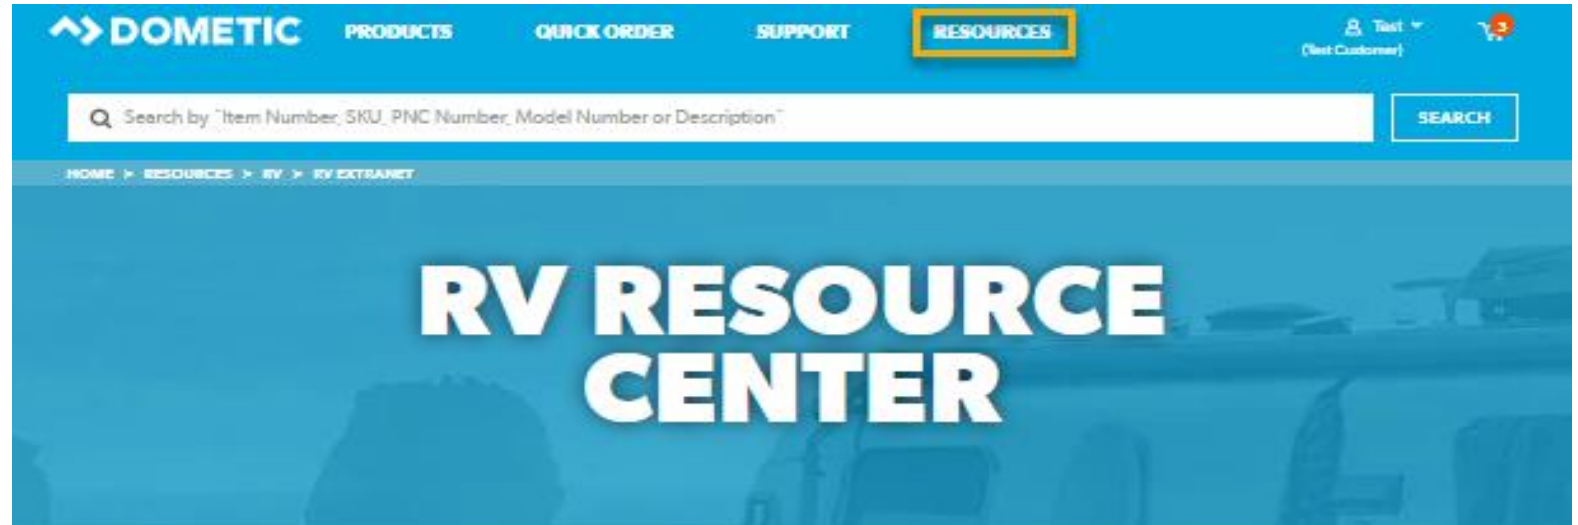 DOMETIC PRODUCTS QUICK ORDER SUPPORT RESOURCES Test 3
(Test Customer)
Search by "Item Number, SKU, PNC Number, Model Number or Description" SEARCH
HOME > RESOURCES > RV > RV EXTRANET
RV RESOURCE
CENTER